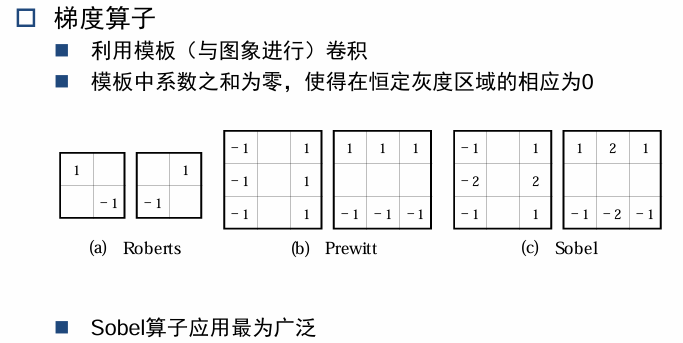 梯度算子
利用模板（与图象进行）卷积
模板中系数之和为零，使得在恒定灰度区域的相应为0
1 1 -1 1 1 1 1 -1 1 1 2 1
-1 -1 -1 1 -2 2
-1 1 -1 -1 -1 -1 1 -1 -2 -1
(a) Roberts (b) Prewitt (c) Sobel
Sobel算子应用最为广泛